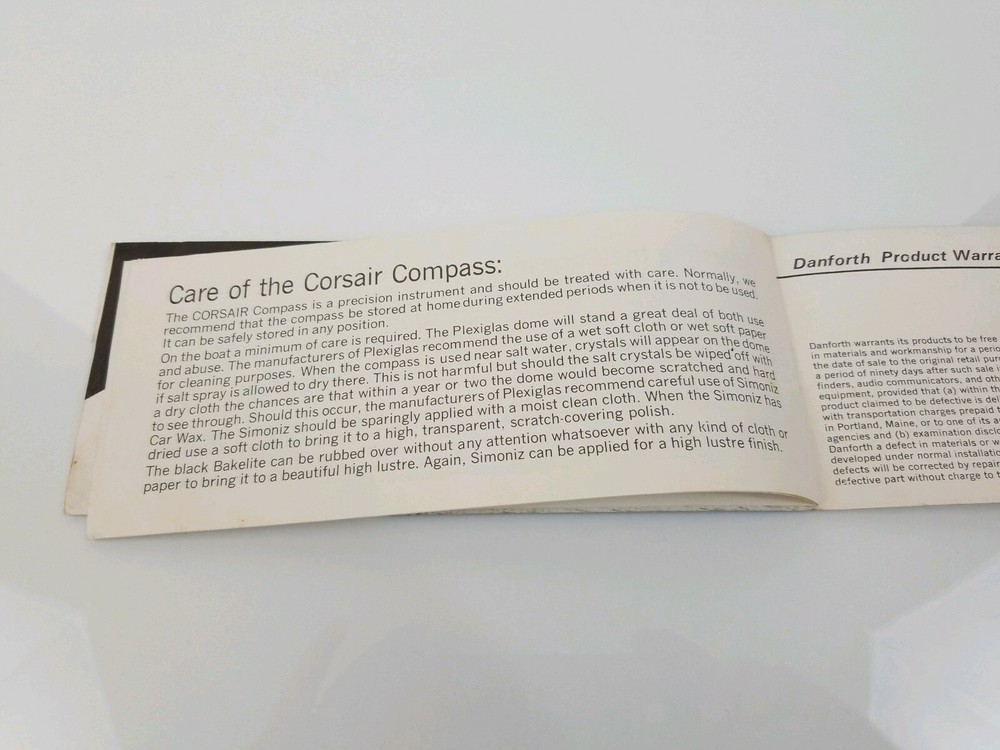 Care of the Corsair Compass:
The CORSAIR Compass is a precision instrument and should be treated with care. Normally, we
recommend that the compass be stored at home during extended periods when it is not to be used.
It can be safely stored in any position.
On the boat a minimum of care is required. The Plexiglas dome will stand a great deal of both use
and abuse. The manufacturers of Plexiglas recommend the use of a wet soft cloth or wet soft paper
for cleaning purposes. When the compass is used near salt water, crystals will appear on the dome
if salt spray is allowed to dry there. This is not harmful but should the salt crystals be wiped off with
a dry cloth the chances are that within a year or two the dome would become scratched and hard
to see through. Should this occur, the manufacturers of Plexiglas recommend careful use of Simoniz
Car Wax. The Simoniz should be sparingly applied with a moist clean cloth. When the Simoniz has
dried use a soft cloth to bring it to a high, transparent, scratch-covering polish.
The black Bakelite can be rubbed over without any attention whatsoever with any kind of cloth or
paper to bring it to a beautiful high lustre. Again, Simoniz can be applied for a high lustre finish.
Danforth Product Warra
Danforth warrants its products to be free
in materials and workmanship for a perio
the date of sale to the original retail pur
a period of ninety days after such sale
finders, audio communicators, and oth
equipment, provided that (a) within th
product claimed to be defective is del
with transportation charges prepaid t
in Portland, Maine, or to one of its a
agencies and (b) examination disclo
Danforth a defect in materials or w
developed under normal installatio
defects will be corrected by repair
defective part without charge to t